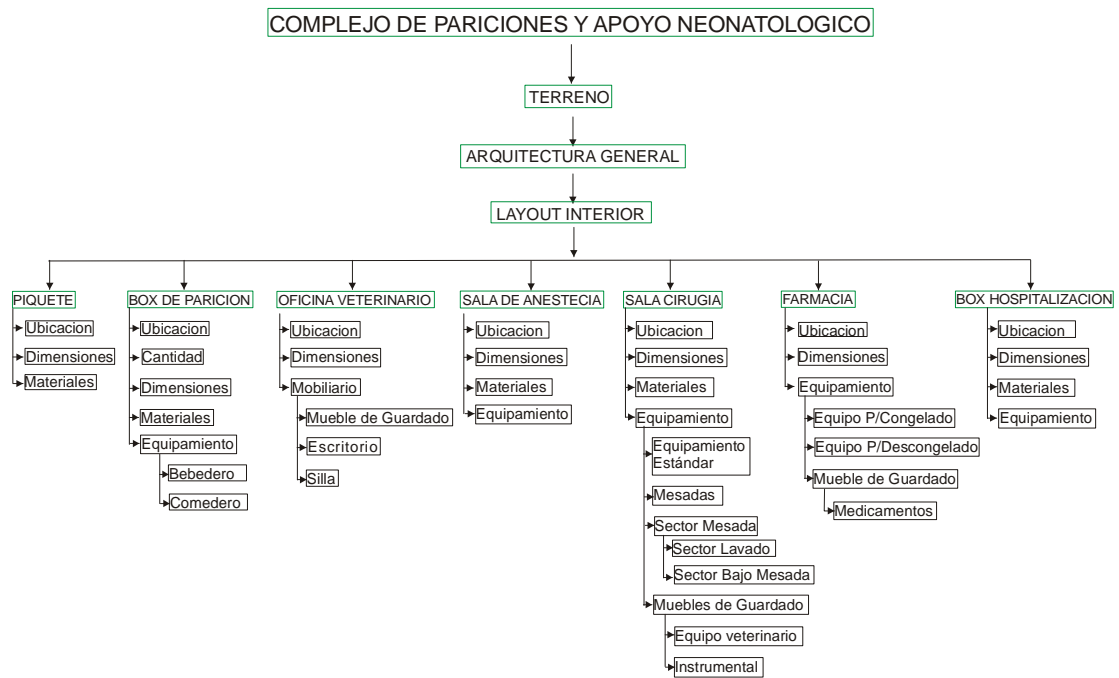 COMPLEJO DE PARICIONES Y APOYO NEONATOLOGICO
TERRENO
ARQUITECTURA GENERAL
LAYOUT INTERIOR
PIQUETE
Ubicacion
Dimensiones
Materiales
BOX DE PARICION
Ubicacion
Cantidad
Dimensiones
Materiales
Equipamiento
Bebedero
Comedero
OFICINA VETERINARIO
Ubicacion
Dimensiones
Mobiliario
Mueble de Guardado
Escritorio
Silla
SALA DE ANESTECIA
Ubicacion
Dimensiones
Materiales
Equipamiento
SALA CIRUGIA
Ubicacion
Dimensiones
Materiales
Equipamiento
Equipamiento
Estándar
Mesadas
Sector Mesada
Sector Lavado
Sector Bajo Mesada
Muebles de Guardado
Equipo veterinario
Instrumental
FARMACIA
Ubicacion
Dimensiones
Equipamiento
Equipo P/Congelado
Equipo P/Descongelado
Mueble de Guardado
Medicamentos
BOX HOSPITALIZACION
Ubicacion
Dimensiones
Materiales
Equipamiento